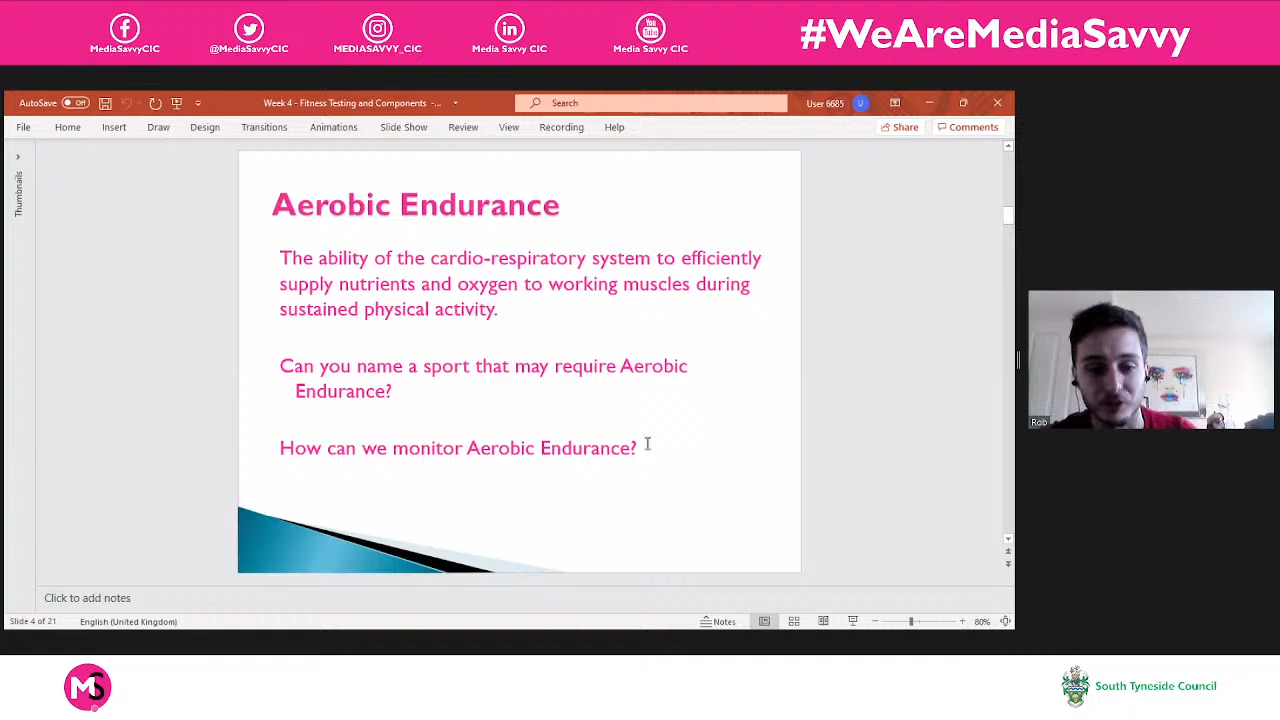 MediaSavvyCIC
@MediaSavvyCIC
MEDIASAVVY_CIC
Media Savvy CIC
You
Tube
Media Savvy CIC
#WeAreMediaSavvy
AutoSave Off
Week 4 - Fitness Testing and Components -...
Search
User 6685
U
File Home Insert Draw Design Transitions Animations Slide Show Review View Recording Help
Share Comments
Thumbnails
Aerobic Endurance
The ability of the cardio-respiratory system to efficiently
supply nutrients and oxygen to working muscles during
sustained physical activity.
Can you name a sport that may require Aerobic
Endurance?
How can we monitor Aerobic Endurance?
Rob
Click to add notes
Slide 4 of 21 English (United Kingdom) Notes 80%
MS
South Tyneside Council